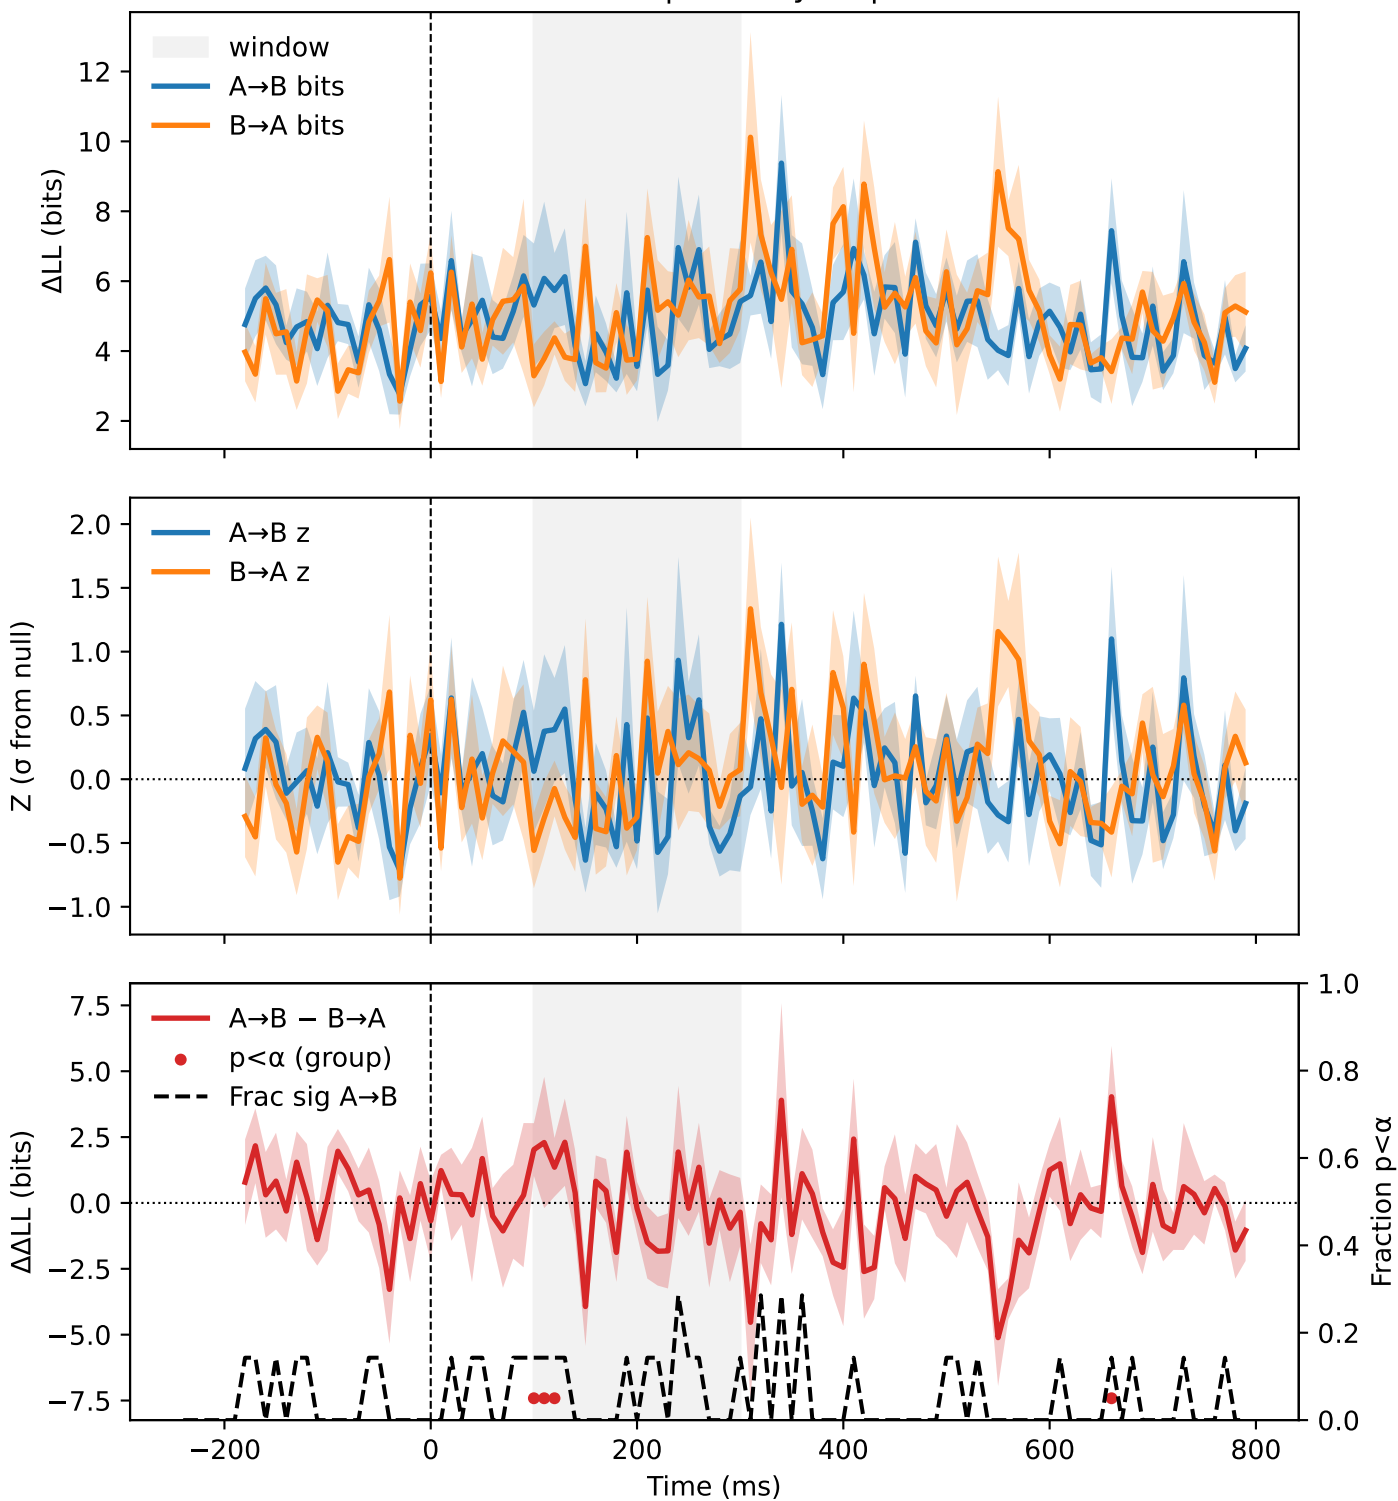 window
A→B bits
B→A bits
ΔLL (bits)
12
10
8
6
4
2
A→B z
B→A z
Z (σ from null)
2.0
1.5
1.0
0.5
0.0
−0.5
−1.0
A→B − B→A
p<α (group)
Frac sig A→B
ΔΔLL (bits)
7.5
5.0
2.5
0.0
−2.5
−5.0
−7.5
1.0
0.8
0.6
0.4
0.2
0.0
Fraction p<α
−200
0
200
400
600
800
Time (ms)